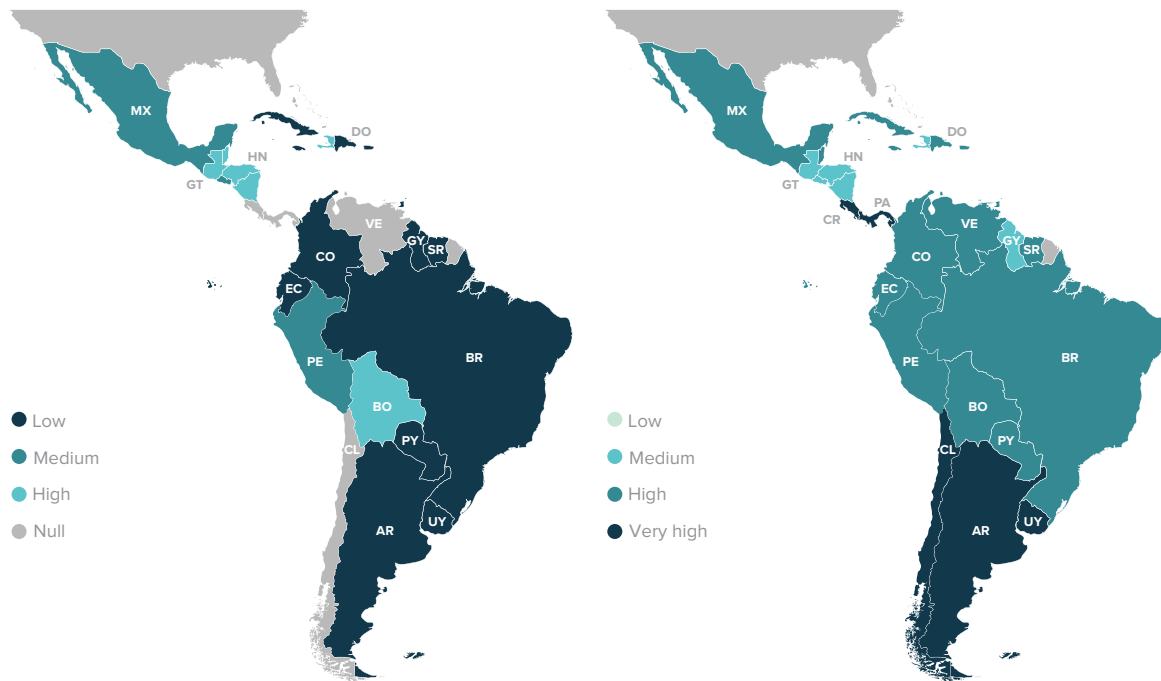 MX
DO
HN
GT
VE
GY
SR
CO
EC
PE
BR
BO
PY
CL
AR
UY
Low
Medium
High
Null
MX
DO
HN
GT
PA
CR
VE
GY
SR
CO
EC
PE
BR
BO
PY
CL
AR
UY
Low
Medium
High
Very high